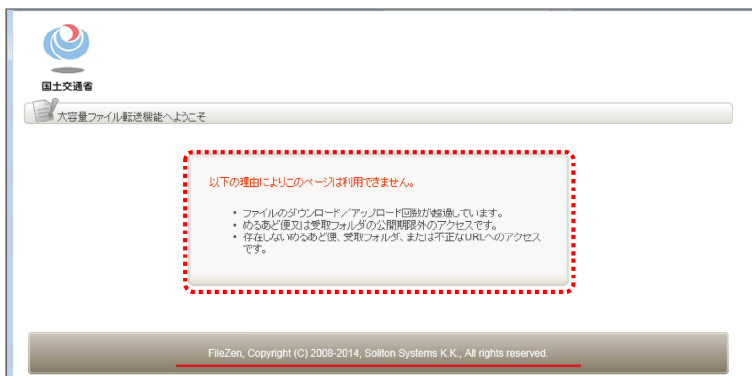 国土交通省
大容量ファイル転送機能へようこそ
以下の理由によりこのページは利用できません。
• ファイルのダウンロード／アップロード回数が超過しています。
• めるあど便又は受取フォルダの公開期限外のアクセスです。
• 存在しないめるあど便、受取フォルダ、または不正なURLへのアクセス
です。
FileZen, Copyright (C) 2008-2014, Soliton Systems K.K., All rights reserved.